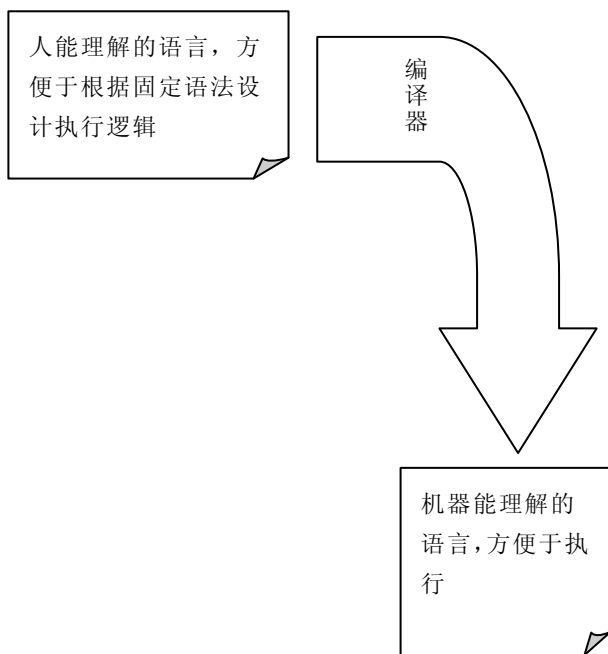 人能理解的语言，方
便于根据固定语法设
计执行逻辑
编译器
机器能理解的
语言，方便于执
行